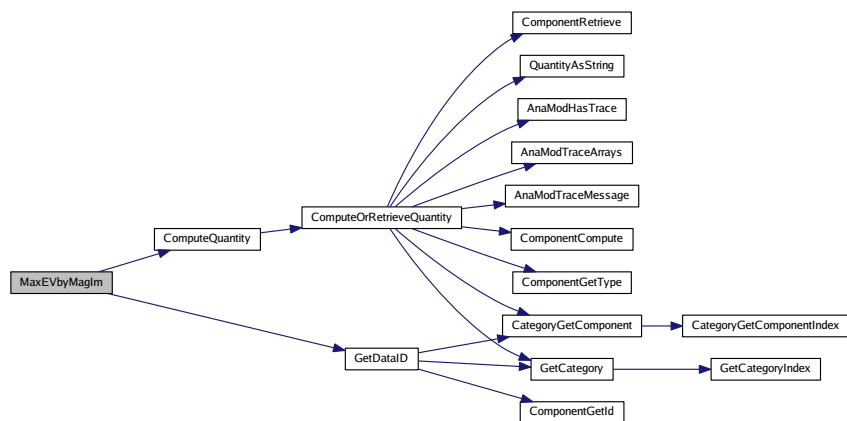 ComponentRetrieve
QuantityAsString
AnaModHasTrace
AnaModTraceArrays
AnaModTraceMessage
ComputeOrRetrieveQuantity
ComputeQuantity
ComponentCompute
MaxEVbyMagIm
ComponentGetType
CategoryGetComponent
CategoryGetComponentIndex
GetDataID
GetCategory
GetCategoryIndex
ComponentGetId